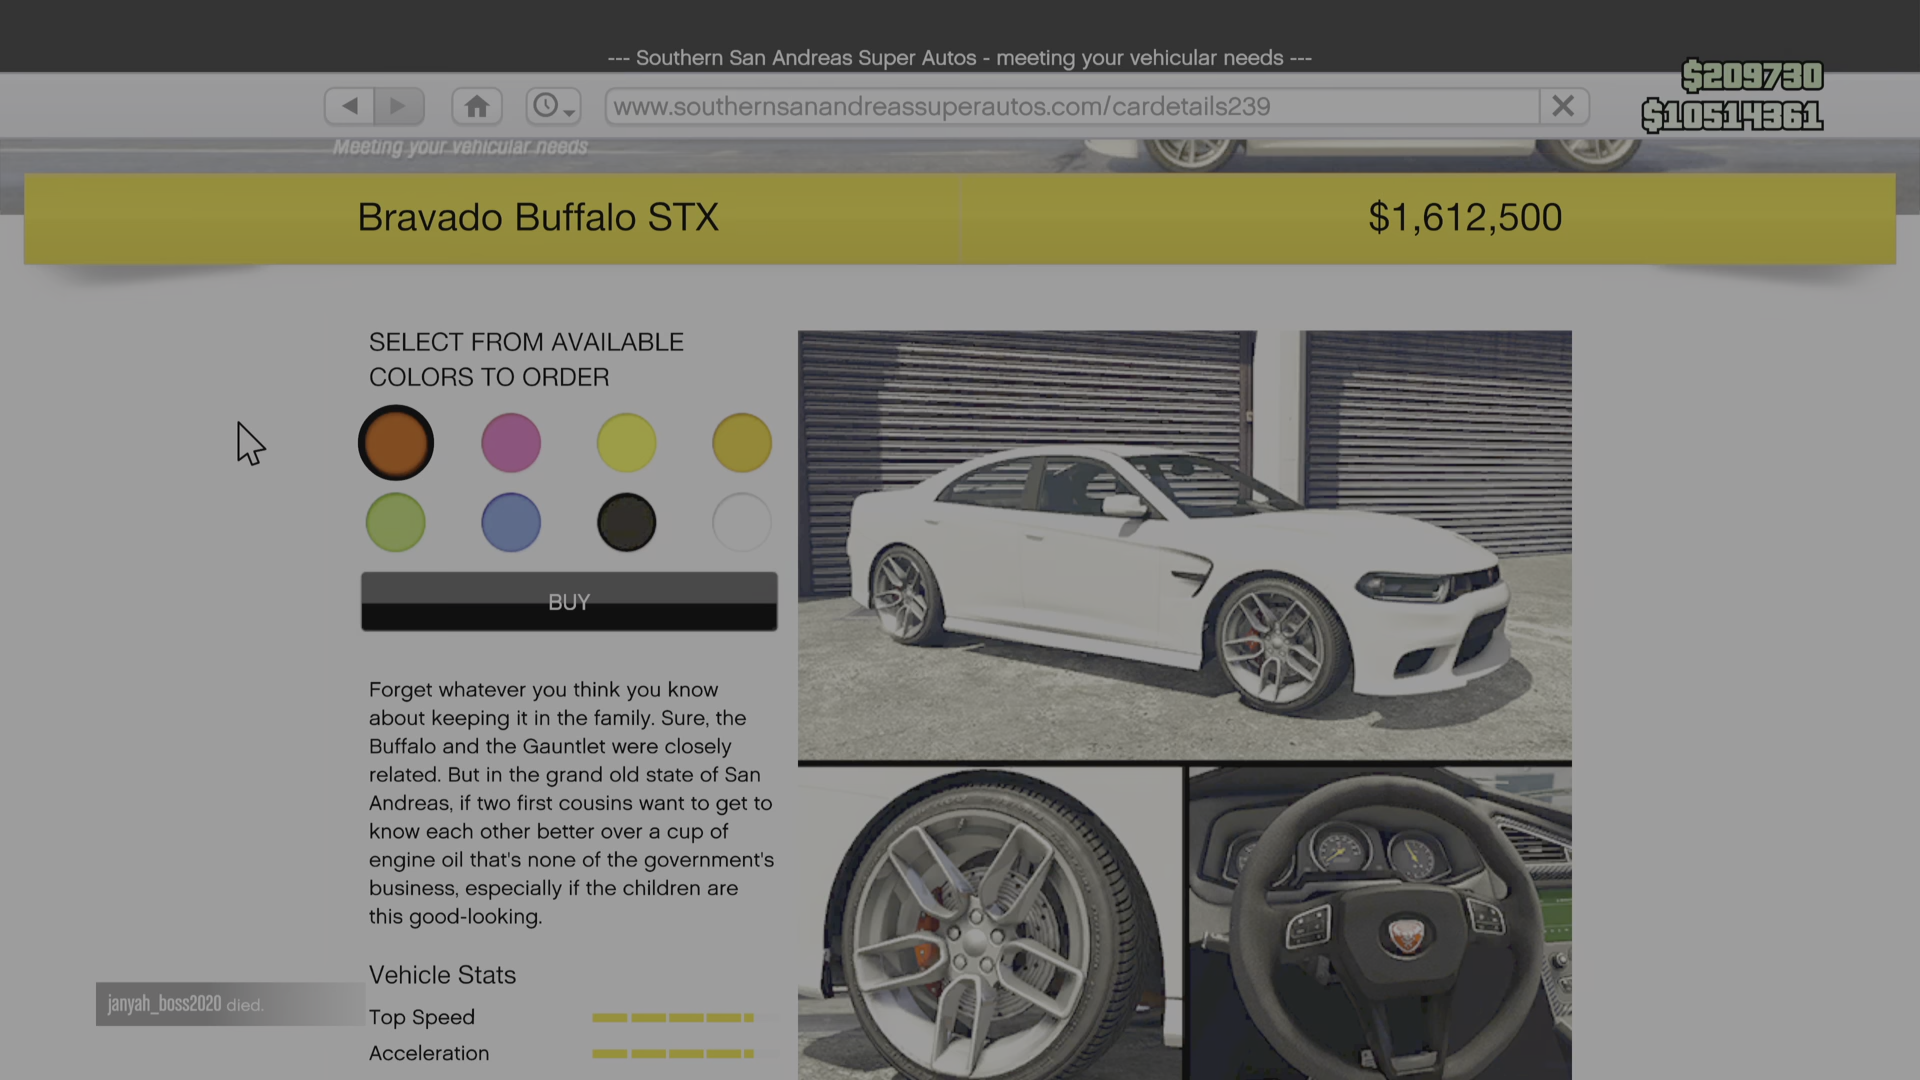 --- Southern San Andreas Super Autos - meeting your vehicular needs ---
$209730
$10514361
www.southernsanandreassuperautos.com/cardetails239
Meeting your vehicular needs
Bravado Buffalo STX
$1,612,500
SELECT FROM AVAILABLE
COLORS TO ORDER
BUY
Forget whatever you think you know
about keeping it in the family. Sure, the
Buffalo and the Gauntlet were closely
related. But in the grand old state of San
Andreas, if two first cousins want to get to
know each other better over a cup of
engine oil that's none of the government's
business, especially if the children are
this good-looking.
Vehicle Stats
janyah_boss2020 died.
Top Speed
Acceleration